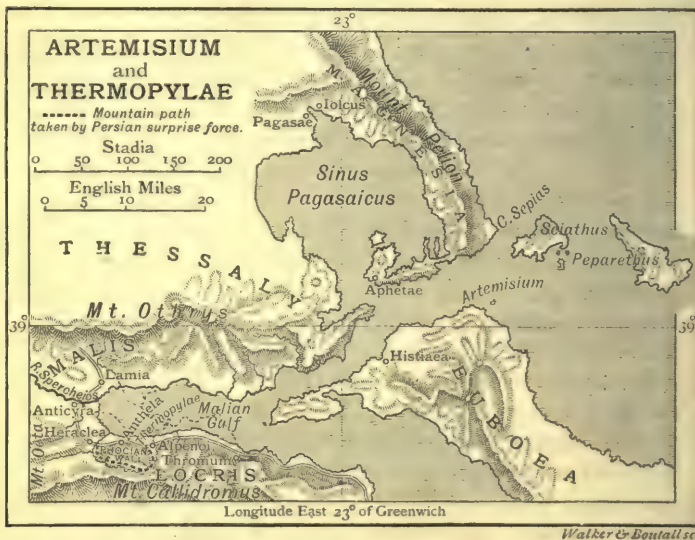 23°
ARTEMISIUM
and
THERMOPYLAE
Mountain path
taken by Persian surprise force.
Stadia
0 50 100 150 200
English Miles
0 10 20
Iolcus
Pagasae
MAGNESIA
Mount Pelion
Sinus
Pagasaicus
C. Sepias
Sciathus
Peparethus
THESSALY
Aphetae
Artemisium
Mt. Othrys
39°
39°
MALIS
R. Spercheios
Lamia
Histiaea
EUBOEA
Anticyra
Anthela
Thermopylae
Malian
Gulf
Heraclea
Mt. Oeta
PHOCIAN
WALL
Alpenoi
Thronium
LOCRIS
Mt. Callidromus
Longitude East 23° of Greenwich
Walker & Boutall sc